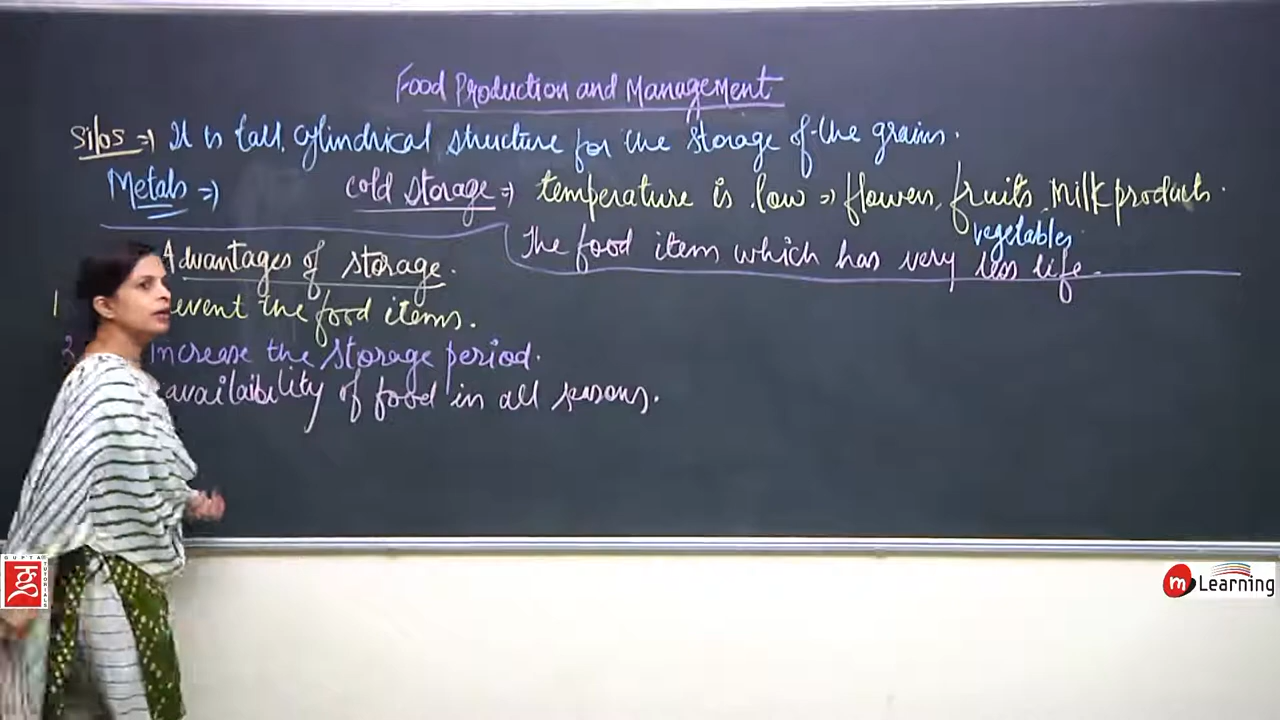 Food Production and Management
Silos => It is tall, cylindrical structure for the storage of the grains.
Metals => cold storage => temperature is low => flowers, fruits, Milk products.
vegetables
The food item which has very less life.
Advantages of storage.
1 event the food items.
increase the storage period.
availability of food in all seasons.
GUPTA TUTORIALS
m Learning